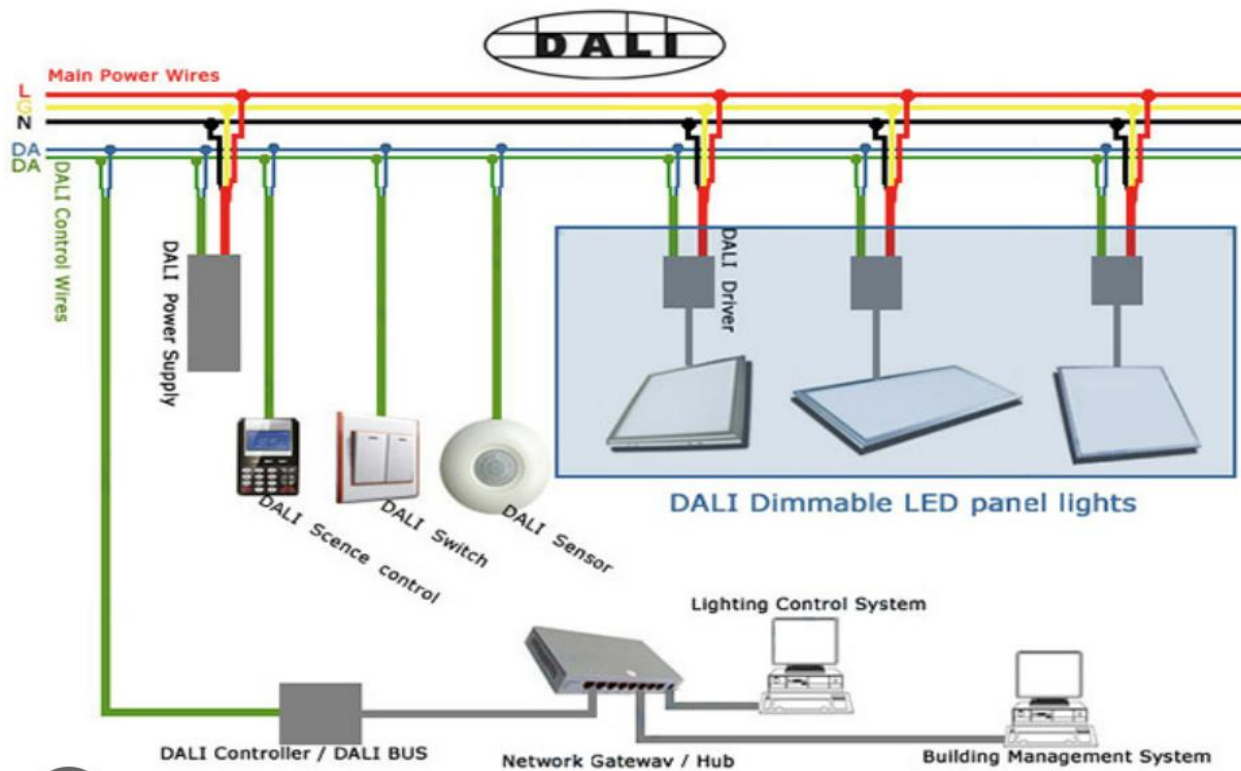 DALI
Main Power Wires
L
G
N
DA
DA
DALI Control Wires
DALI Power Supply
DALI Driver
DALI Scence control
DALI Switch
DALI Sensor
DALI Dimmable LED panel lights
Lighting Control System
DALI Controller / DALI BUS
Network Gateway / Hub
Building Management System